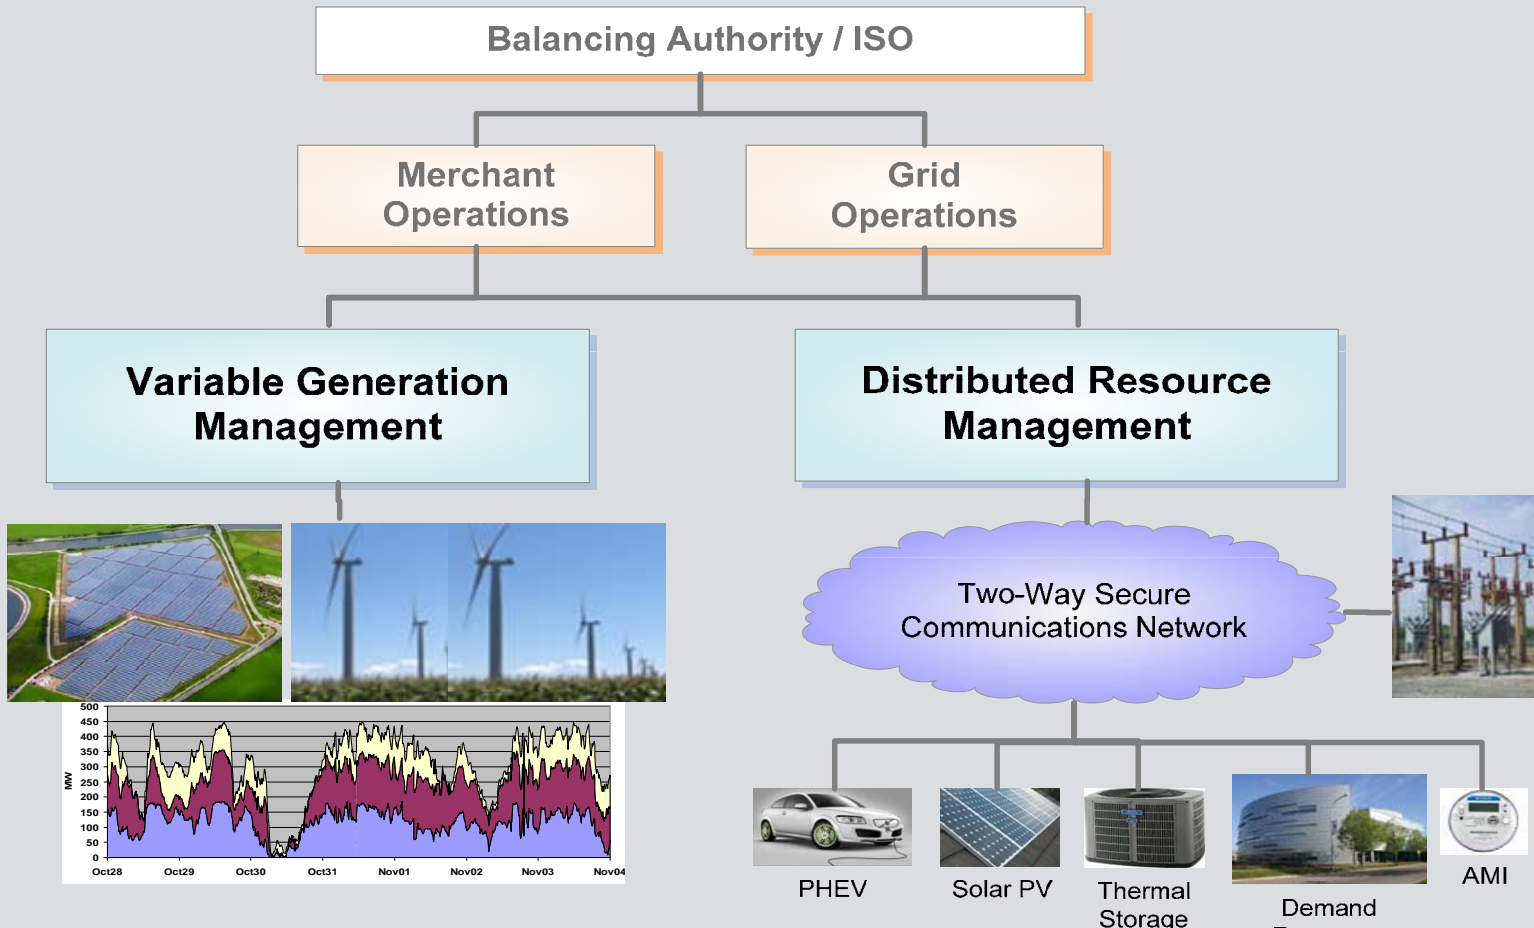 Balancing Authority / ISO
Merchant
Operations
Grid
Operations
Variable Generation
Management
Distributed Resource
Management
Two-Way Secure
Communications Network
500
450
400
350
300
250
200
150
100
50
0
MW
Oct28
Oct29
Oct30
Oct31
Nov01
Nov02
Nov03
Nov04
PHEV
Solar PV
Thermal
Storage
Demand
AMI